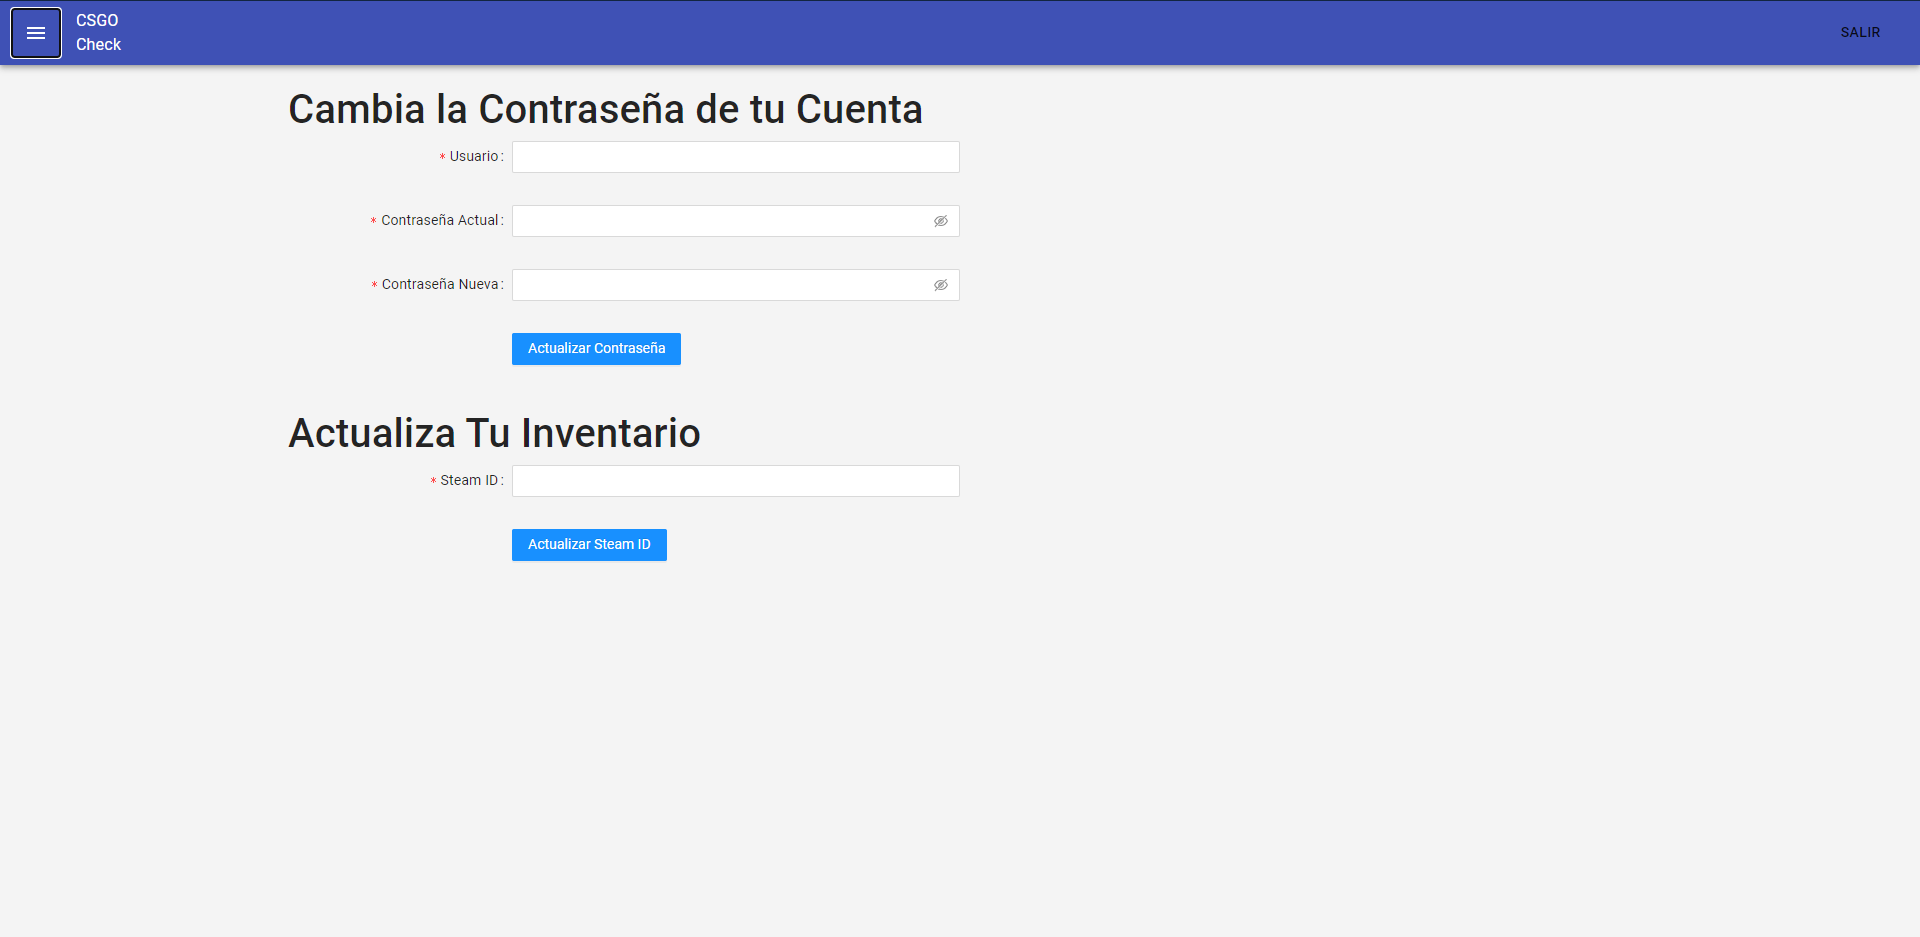 CSGO
Check
SALIR
Cambia la Contraseña de tu Cuenta
* Usuario:
* Contraseña Actual:
* Contraseña Nueva:
Actualizar Contraseña
Actualiza Tu Inventario
* Steam ID:
Actualizar Steam ID